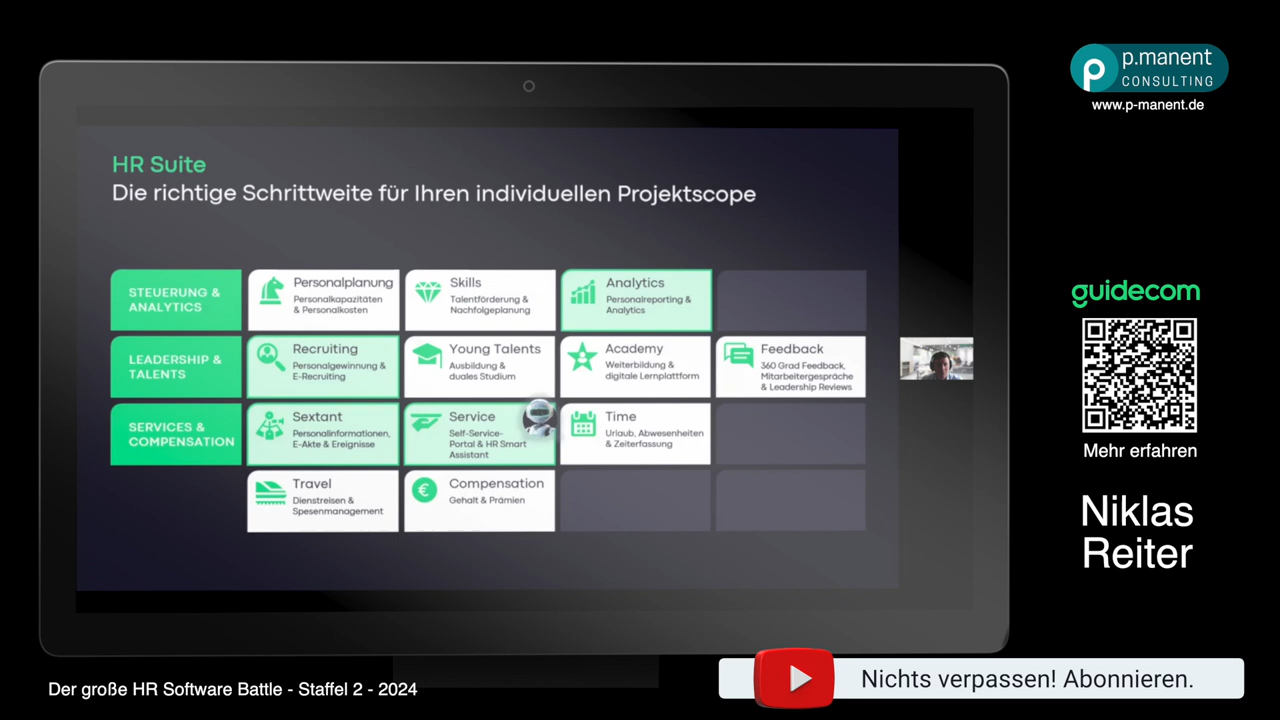 p.manent
CONSULTING
www.p-manent.de
HR Suite
Die richtige Schrittweite für Ihren individuellen Projektscope
STEUERUNG &
ANALYTICS
Personalplanung
Personalkapazitäten
& Personalkosten
Skills
Talentförderung &
Nachfolgeplanung
Analytics
Personalreporting &
Analytics
LEADERSHIP &
TALENTS
Recruiting
Personalgewinnung &
E-Recruiting
Young Talents
Ausbildung &
duales Studium
Academy
Weiterbildung &
digitale Lernplattform
Feedback
360 Grad Feedback,
Mitarbeitergespräche
& Leadership Reviews
SERVICES &
COMPENSATION
Sextant
Personalinformationen,
E-Akte & Ereignisse
Service
Self-Service-
Portal & HR Smart
Assistant
Time
Urlaub, Abwesenheiten
& Zeiterfassung
Travel
Dienstreisen &
Spesenmanagement
Compensation
Gehalt & Prämien
guidecom
Mehr erfahren
Niklas
Reiter
Der große HR Software Battle - Staffel 2 - 2024
Nichts verpassen! Abonnieren.